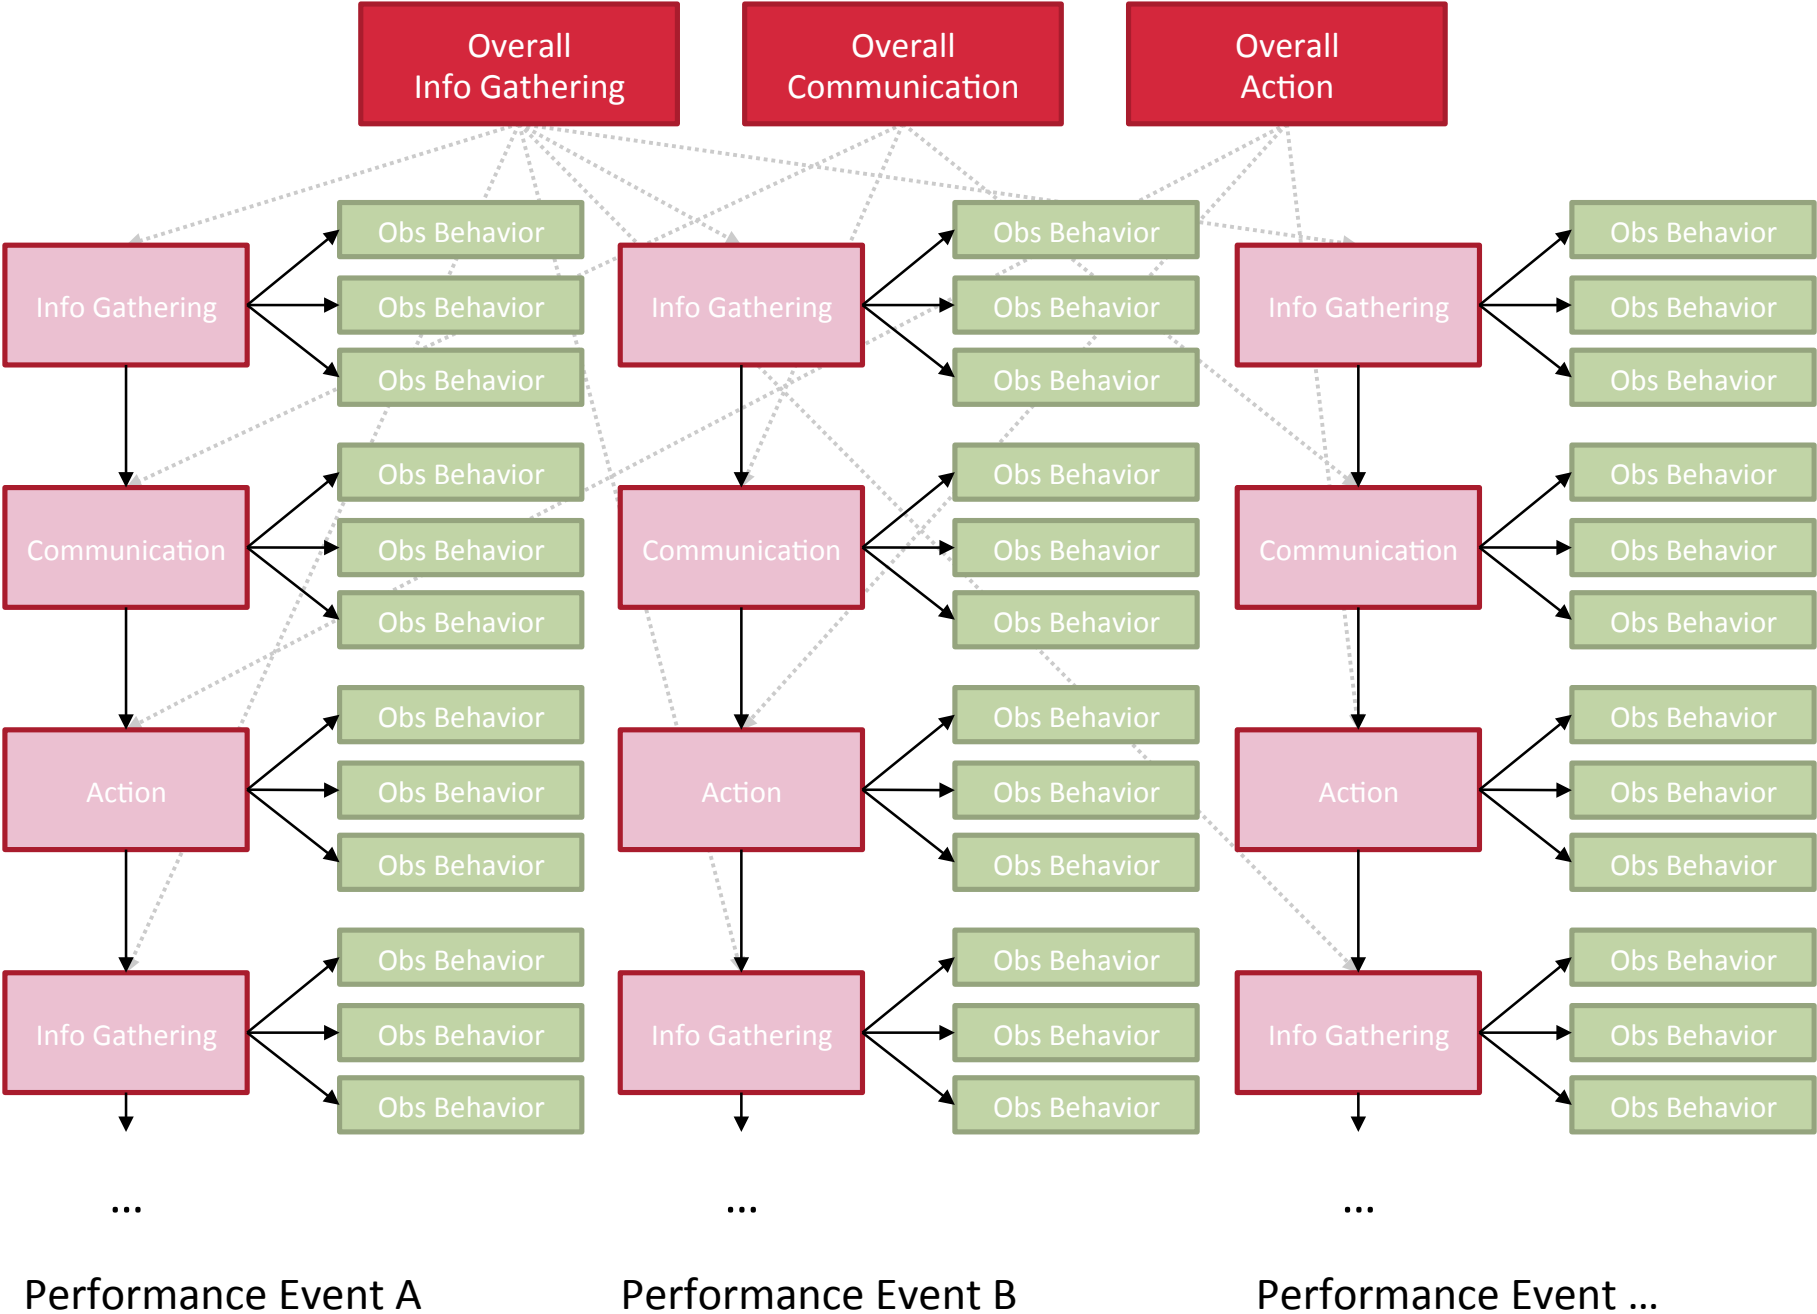 Overall
Info Gathering
Overall
Communication
Overall
Action
Obs Behavior
Obs Behavior
Obs Behavior
Info Gathering
Obs Behavior
Info Gathering
Obs Behavior
Info Gathering
Obs Behavior
Obs Behavior
Obs Behavior
Obs Behavior
Obs Behavior
Obs Behavior
Obs Behavior
Communication
Obs Behavior
Communication
Obs Behavior
Communication
Obs Behavior
Obs Behavior
Obs Behavior
Obs Behavior
Obs Behavior
Obs Behavior
Obs Behavior
Action
Obs Behavior
Action
Obs Behavior
Action
Obs Behavior
Obs Behavior
Obs Behavior
Obs Behavior
Obs Behavior
Obs Behavior
Obs Behavior
Info Gathering
Obs Behavior
Info Gathering
Obs Behavior
Info Gathering
Obs Behavior
Obs Behavior
Obs Behavior
Obs Behavior
...
...
...
Performance Event A
Performance Event B
Performance Event ...